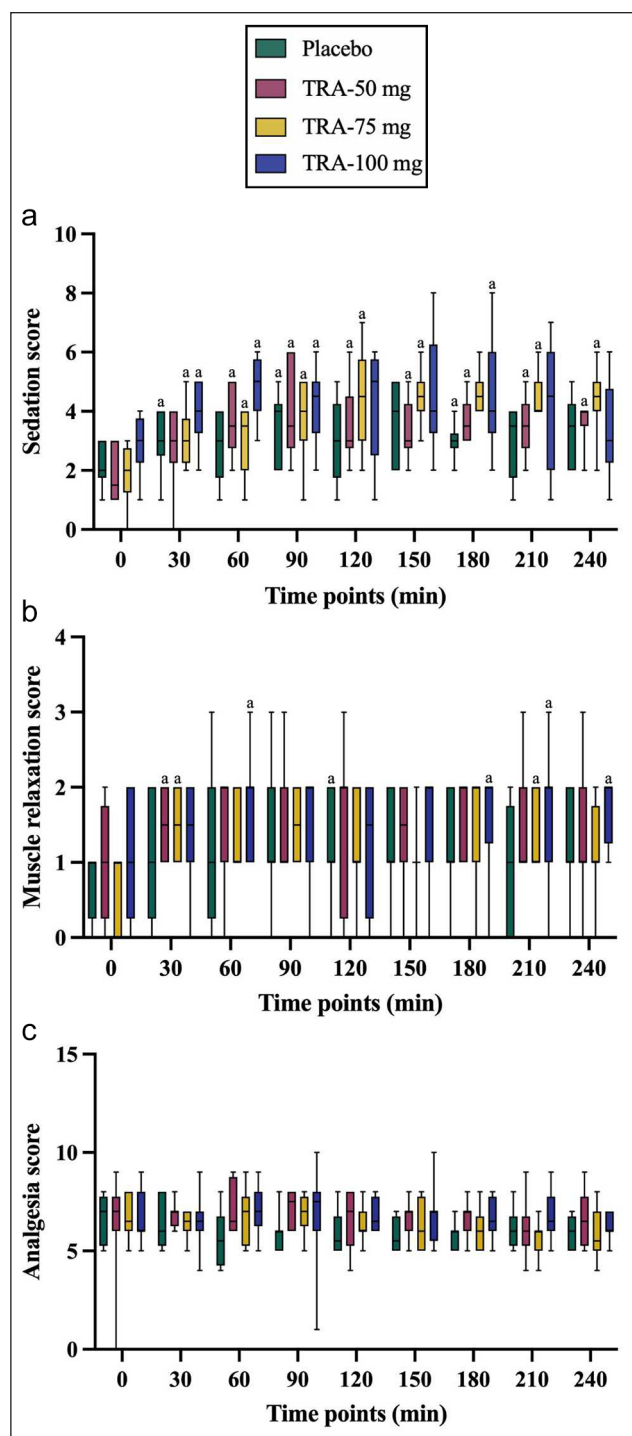 Placebo
TRA-50 mg
TRA-75 mg
TRA-100 mg
a
10
8
6
4
2
0
Sedation score
a a a a a a a a a a a a a a a a a a a a a a a a
0 30 60 90 120 150 180 210 240
Time points (min)
b
4
3
2
1
0
Muscle relaxation score
a a a a a a a a
0 30 60 90 120 150 180 210 240
Time points (min)
c
15
10
5
0
Analgesia score
0 30 60 90 120 150 180 210 240
Time points (min)